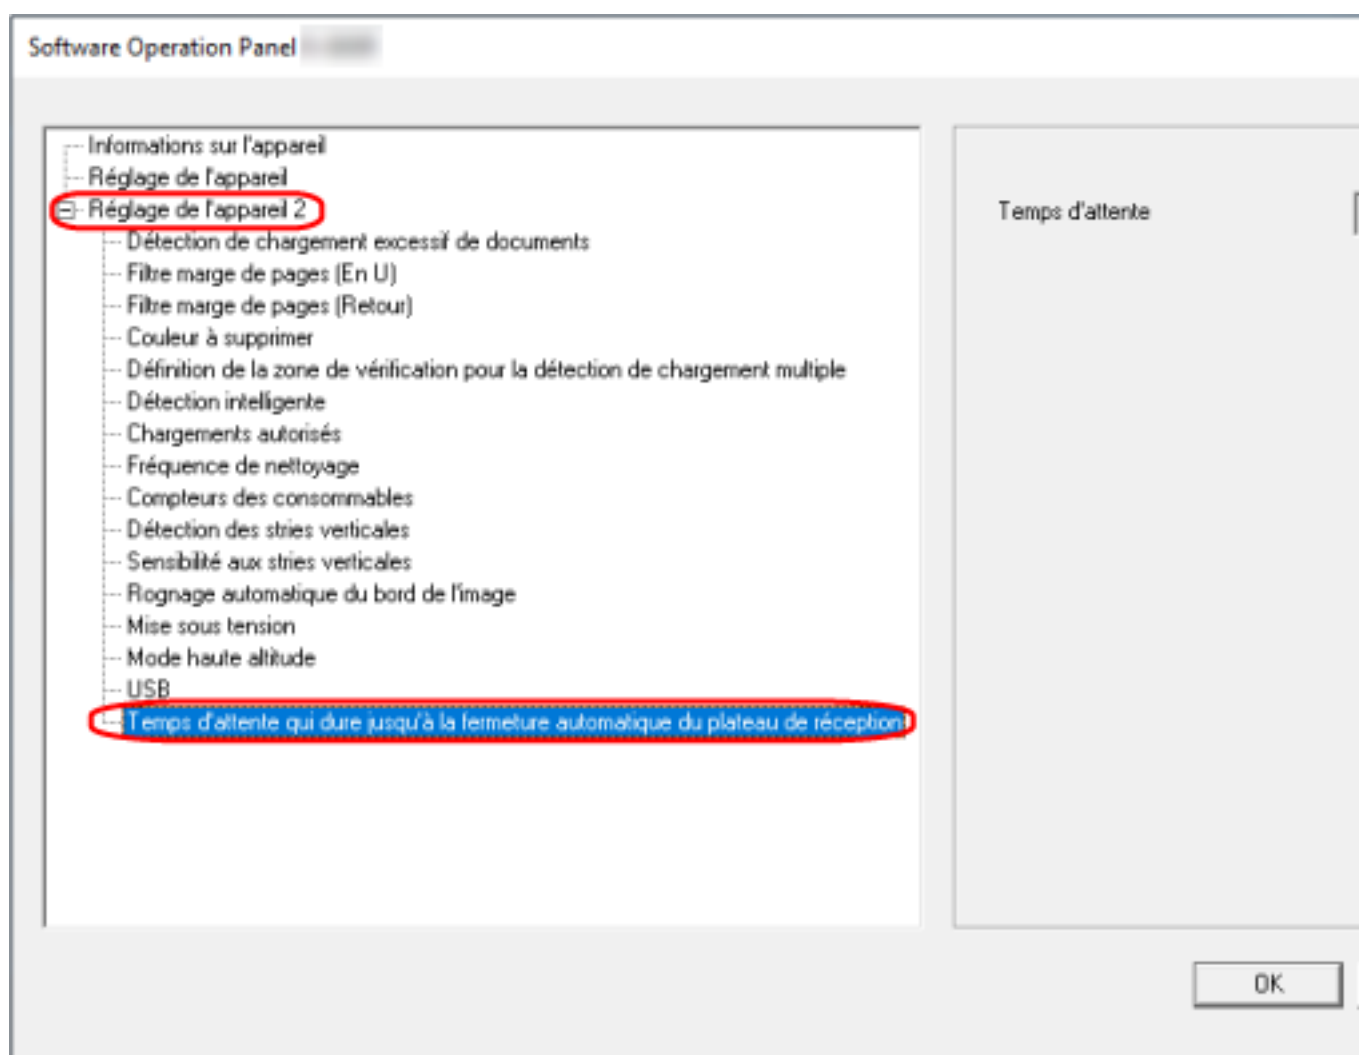 Software Operation Panel
Informations sur l'appareil
Réglage de l'appareil
Réglage de l'appareil 2
Détection de chargement excessif de documents
Filtre marge de pages (En U)
Filtre marge de pages (Retour)
Couleur à supprimer
Définition de la zone de vérification pour la détection de chargement multiple
Détection intelligente
Chargements autorisés
Fréquence de nettoyage
Compteurs des consommables
Détection des stries verticales
Sensibilité aux stries verticales
Rognage automatique du bord de l'image
Mise sous tension
Mode haute altitude
USB
Temps d'attente qui dure jusqu'à la fermeture automatique du plateau de réception
Temps d'attente
OK